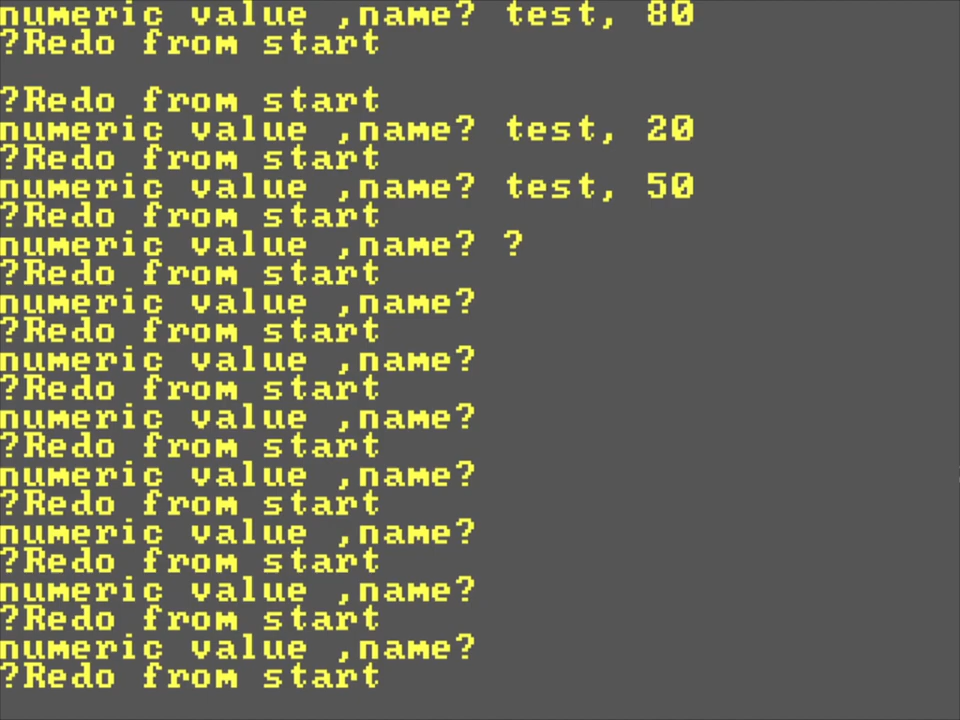 numeric value ,name? test, 80
?Redo from start
?Redo from start
numeric value ,name? test, 20
?Redo from start
numeric value ,name? test, 50
?Redo from start
numeric value ,name? ?
?Redo from start
numeric value ,name?
?Redo from start
numeric value ,name?
?Redo from start
numeric value ,name?
?Redo from start
numeric value ,name?
?Redo from start
numeric value ,name?
?Redo from start
numeric value ,name?
?Redo from start
numeric value ,name?
?Redo from start